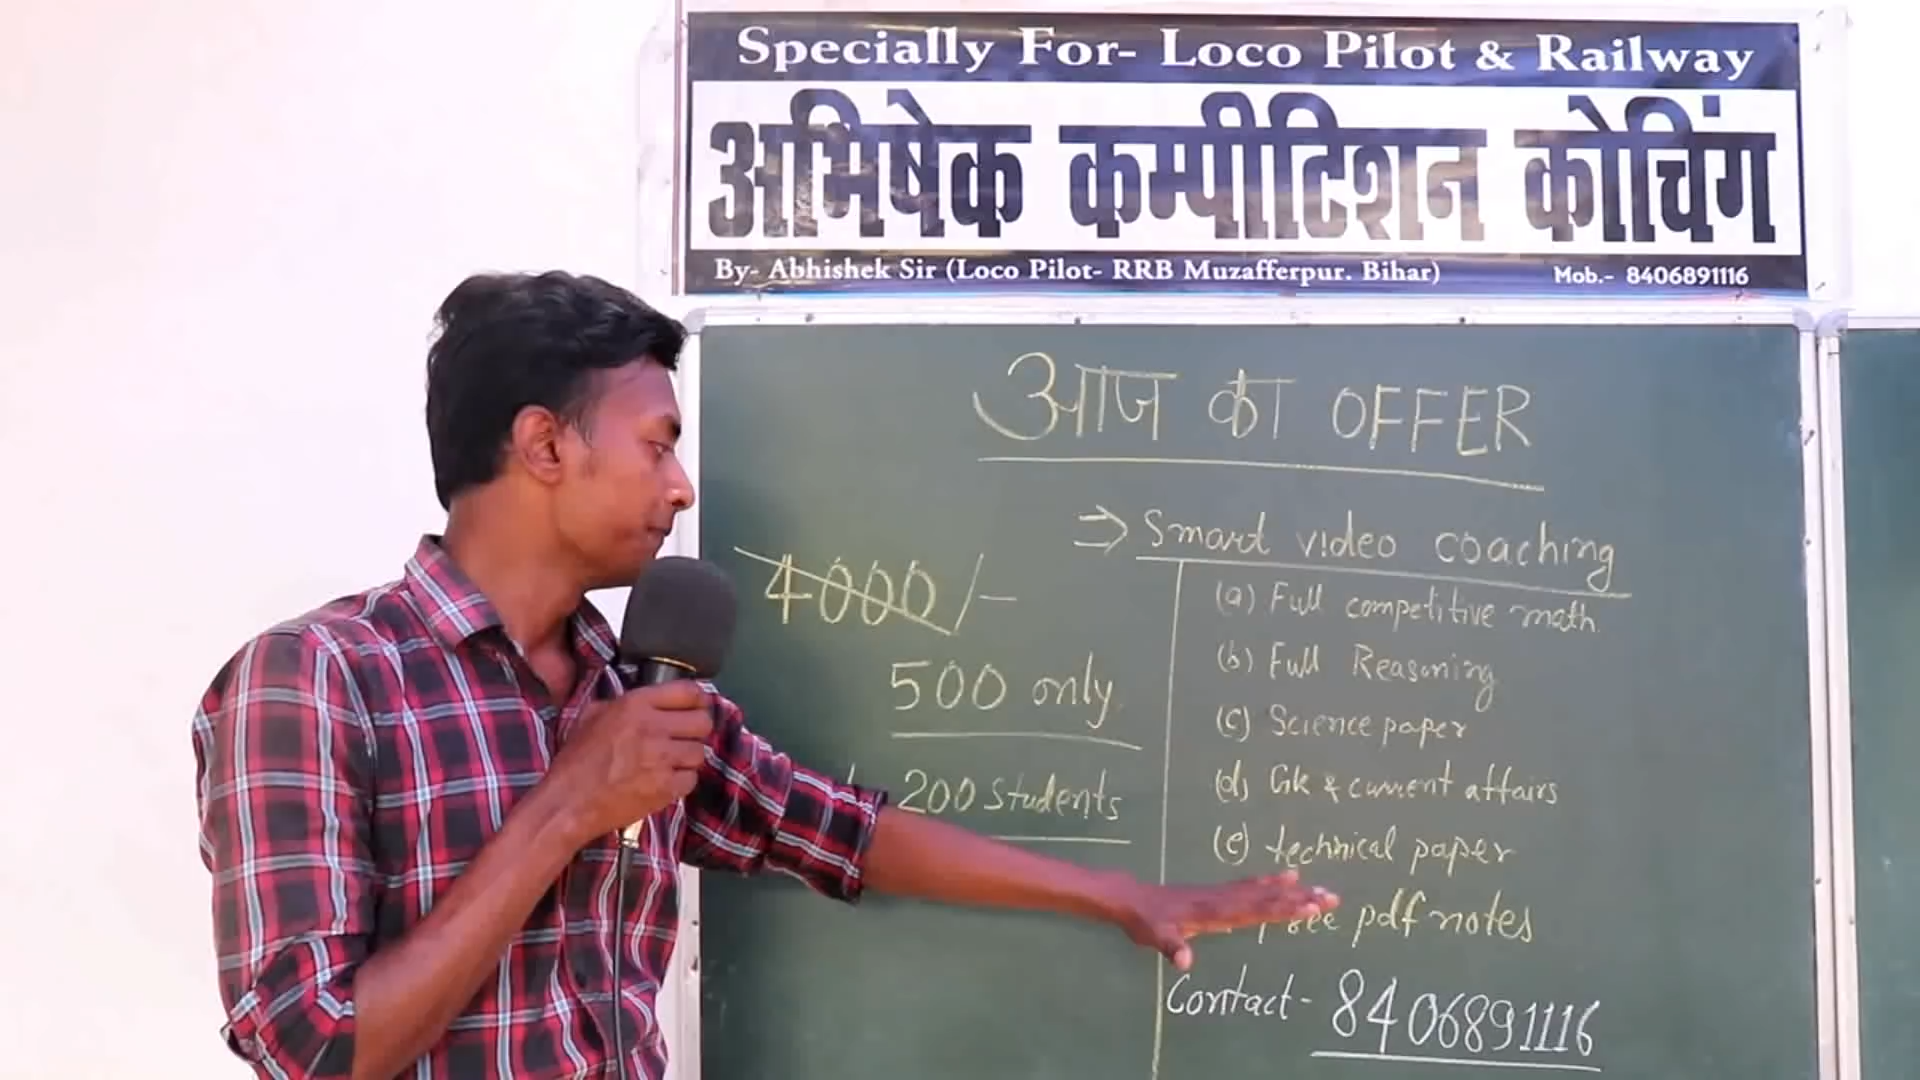 Specially For- Loco Pilot & Railway
अभिषेक कम्पीटिशन कोचिंग
By- Abhishek Sir (Loco Pilot- RRB Muzafferpur. Bihar) Mob.- 8406891116
आज का OFFER
⇒ Smart video coaching
4000/-
500 only
200 students
(a) Full competitive math.
(b) Full Reasoning
(c) Science paper
(d) Gk & current affairs
(e) technical paper
free pdf notes
Contact - 8406891116